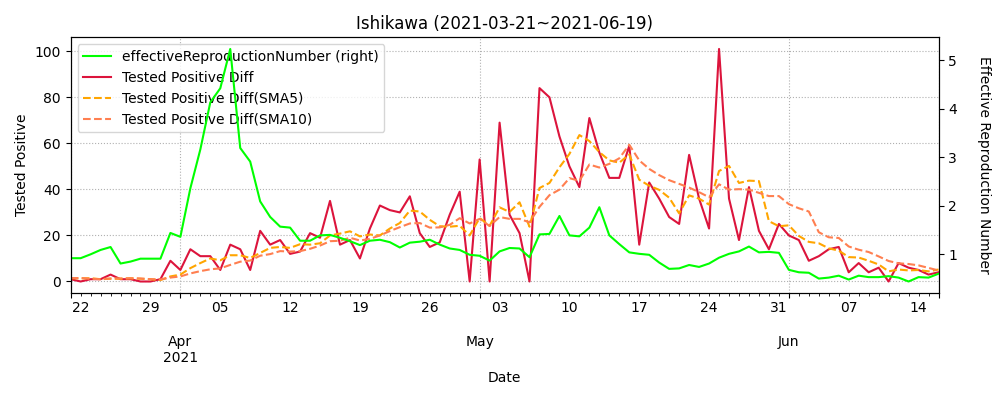 Ishikawa (2021-03-21~2021-06-19)
effectiveReproductionNumber (right)
Tested Positive Diff
Tested Positive Diff(SMA5)
Tested Positive Diff(SMA10)
100
80
60
40
20
0
Tested Positive
5
4
3
2
1
Effective Reproduction Number
22 29 05 12 19 26 03 10 17 24 31 07 14
Apr May Jun
2021
Date